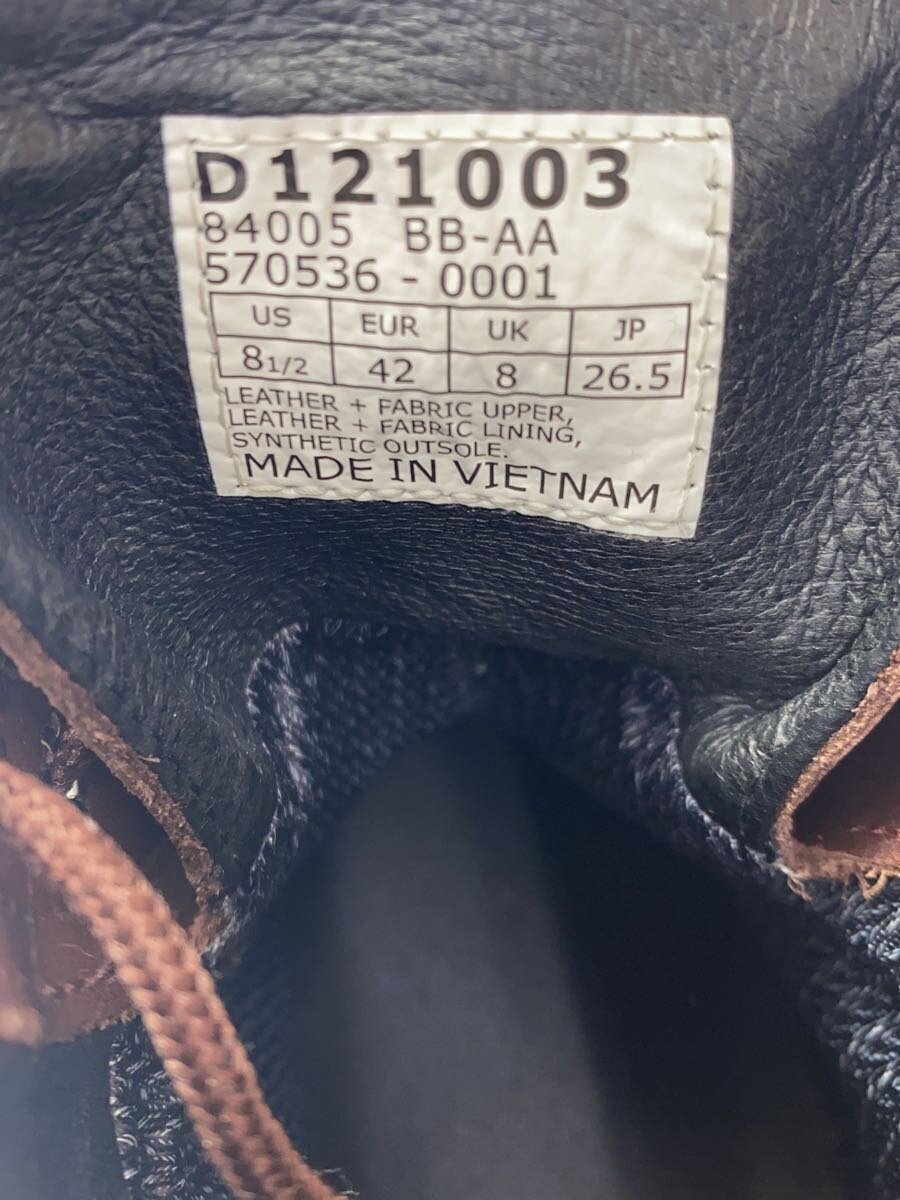 D121003
84005 BB-AA
570536 - 0001
US EUR UK JP
8 1/2 42 8 26.5
LEATHER + FABRIC UPPER,
LEATHER + FABRIC LINING,
SYNTHETIC OUTSOLE.
MADE IN VIETNAM